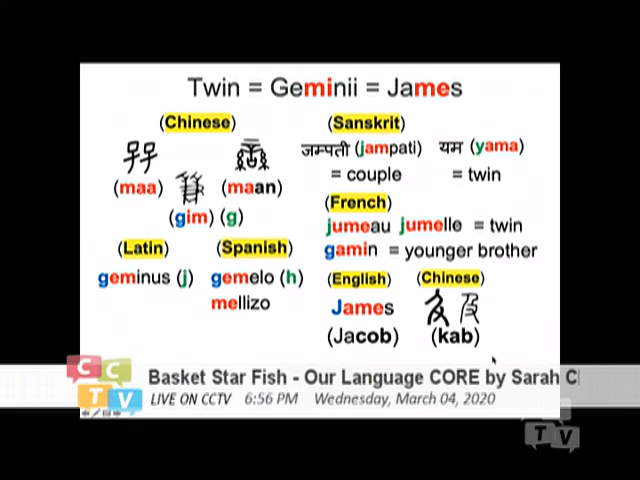 Twin = Geminii = James
(Chinese)
(maa)
(maan)
(gim) (g)
(Sanskrit)
जम्पती (jampati)
= couple
यम (yama)
= twin
(French)
jumeau jumelle = twin
gamin = younger brother
(Latin)
geminus (j)
(Spanish)
gemelo (h)
mellizo
(English)
James
(Jacob)
(Chinese)
(kab)
CCTV
Basket Star Fish - Our Language CORE by Sarah C
LIVE ON CCTV 6:56 PM Wednesday, March 04, 2020
TV